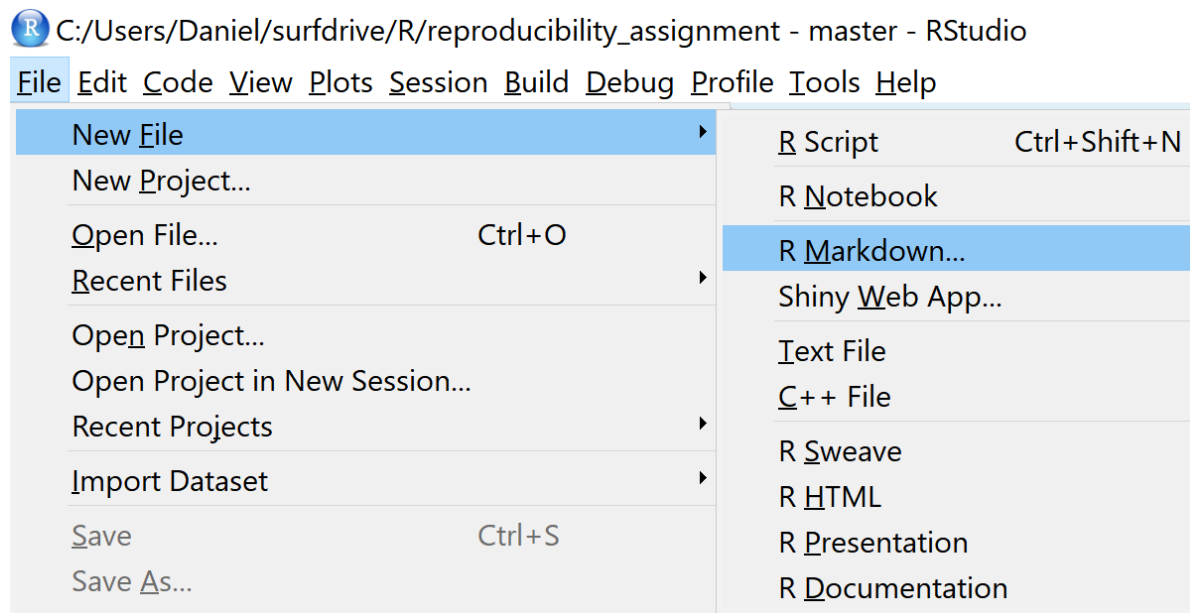 R C:/Users/Daniel/surfdrive/R/reproducibility_assignment - master - RStudio
File Edit Code View Plots Session Build Debug Profile Tools Help
New File
New Project...
Open File... Ctrl+O
Recent Files
Open Project...
Open Project in New Session...
Recent Projects
Import Dataset
Save Ctrl+S
Save As...
R Script Ctrl+Shift+N
R Notebook
R Markdown...
Shiny Web App...
Text File
C++ File
R Sweave
R HTML
R Presentation
R Documentation